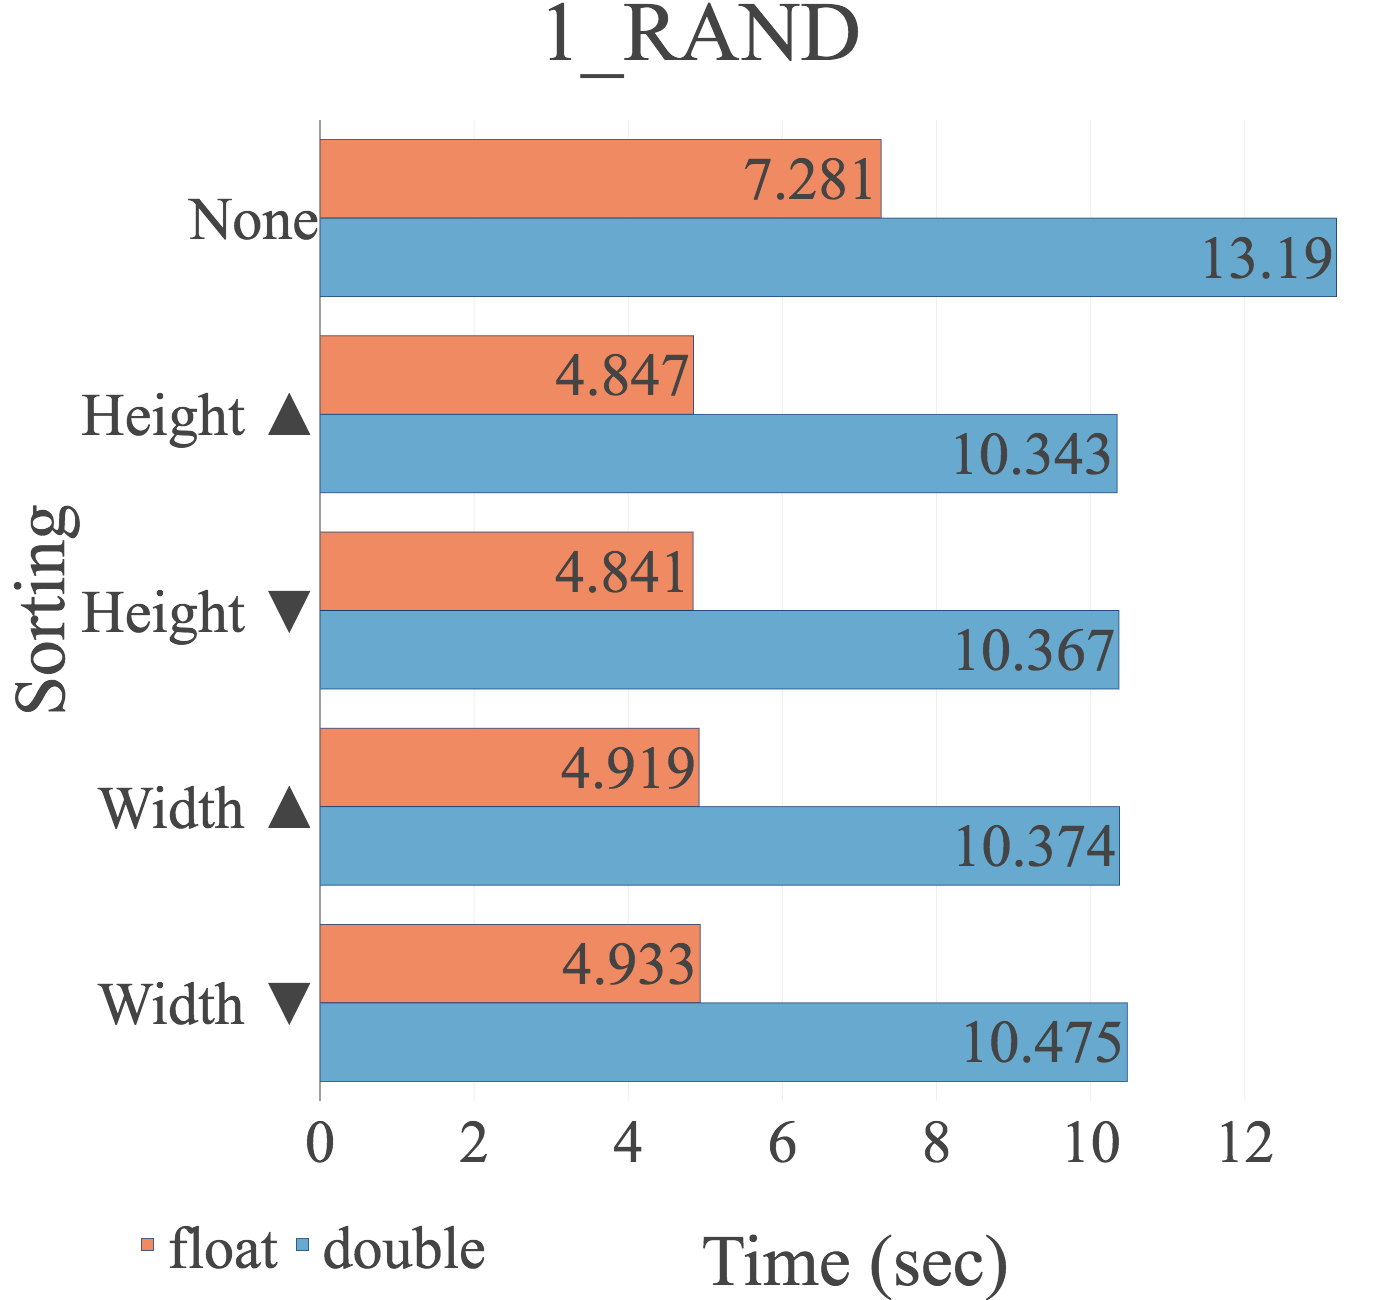 1_RAND
None
7.281
13.19
Height ▲
4.847
10.343
Sorting
Height ▼
4.841
10.367
Width ▲
4.919
10.374
Width ▼
4.933
10.475
0 2 4 6 8 10 12
float double
Time (sec)